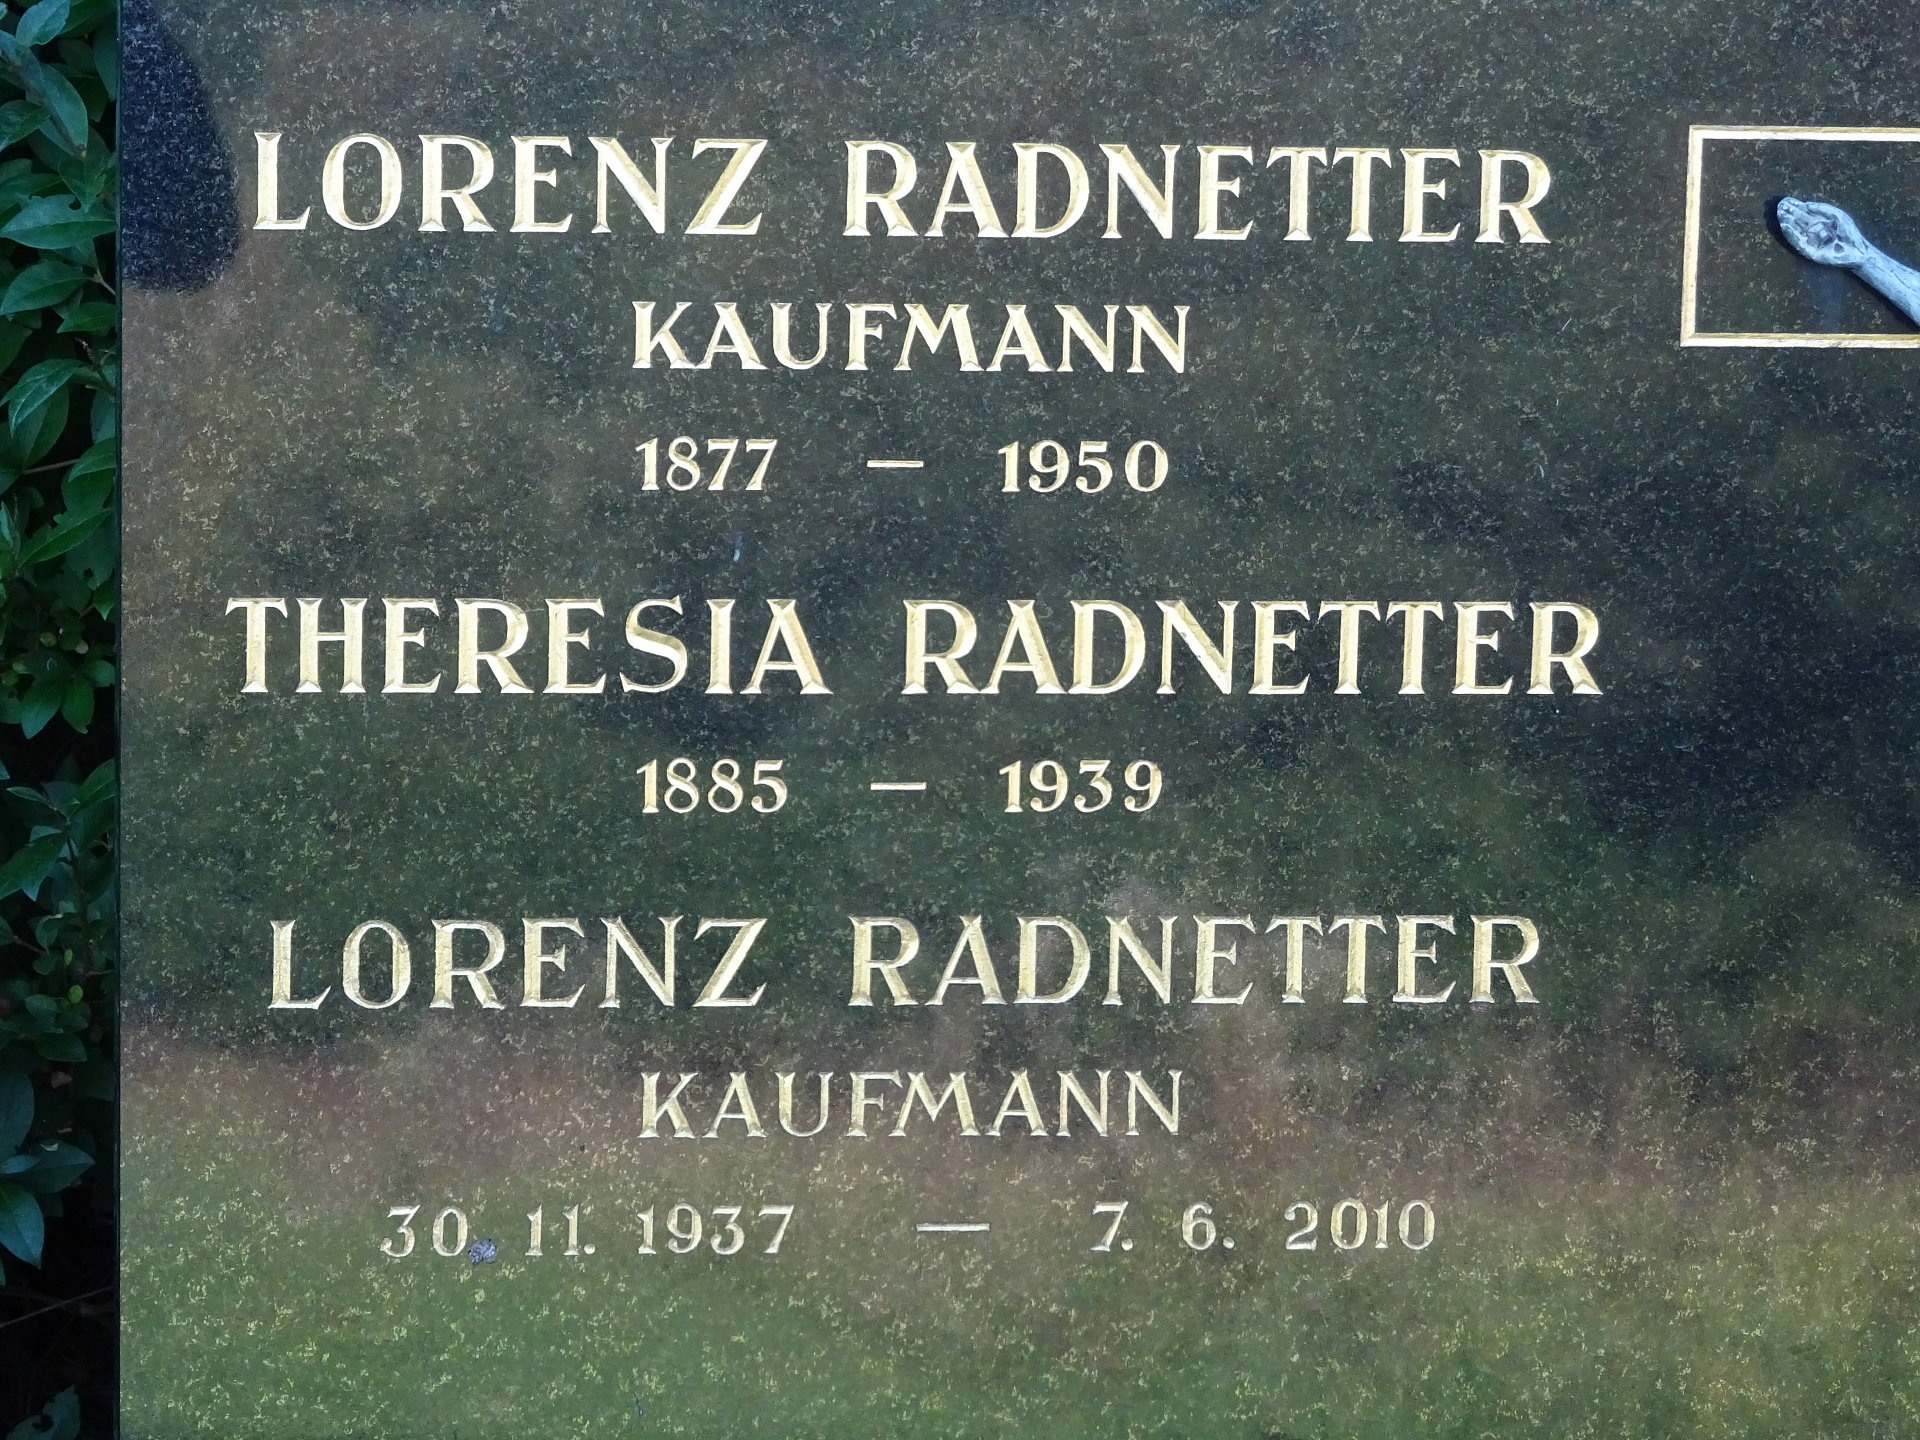 LORENZ RADNETTER
KAUFMANN
1877 — 1950
THERESIA RADNETTER
1885 — 1939
LORENZ RADNETTER
KAUFMANN
30. 11. 1937 — 7. 6. 2010